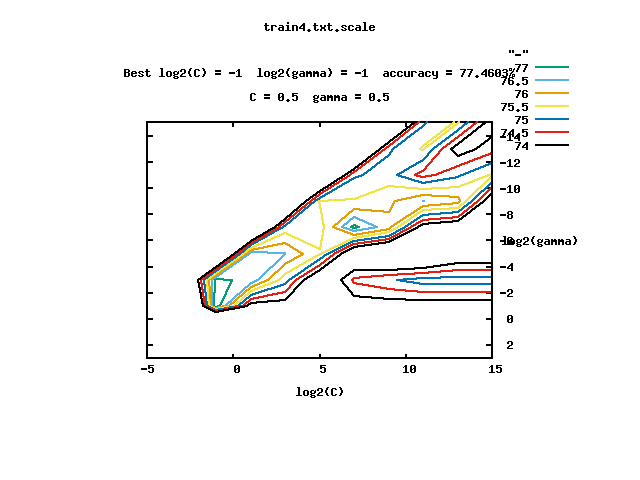 train4.txt.scale
"-"
Best log2(C) = -1  log2(gamma) = -1  accuracy = 77.4603%
77
76.5
C = 0.5  gamma = 0.5
76
75.5
75
74.5
74
-14
-12
-10
-8
-6
log2(gamma)
-4
-2
0
2
-5 0 5 10 15
log2(C)